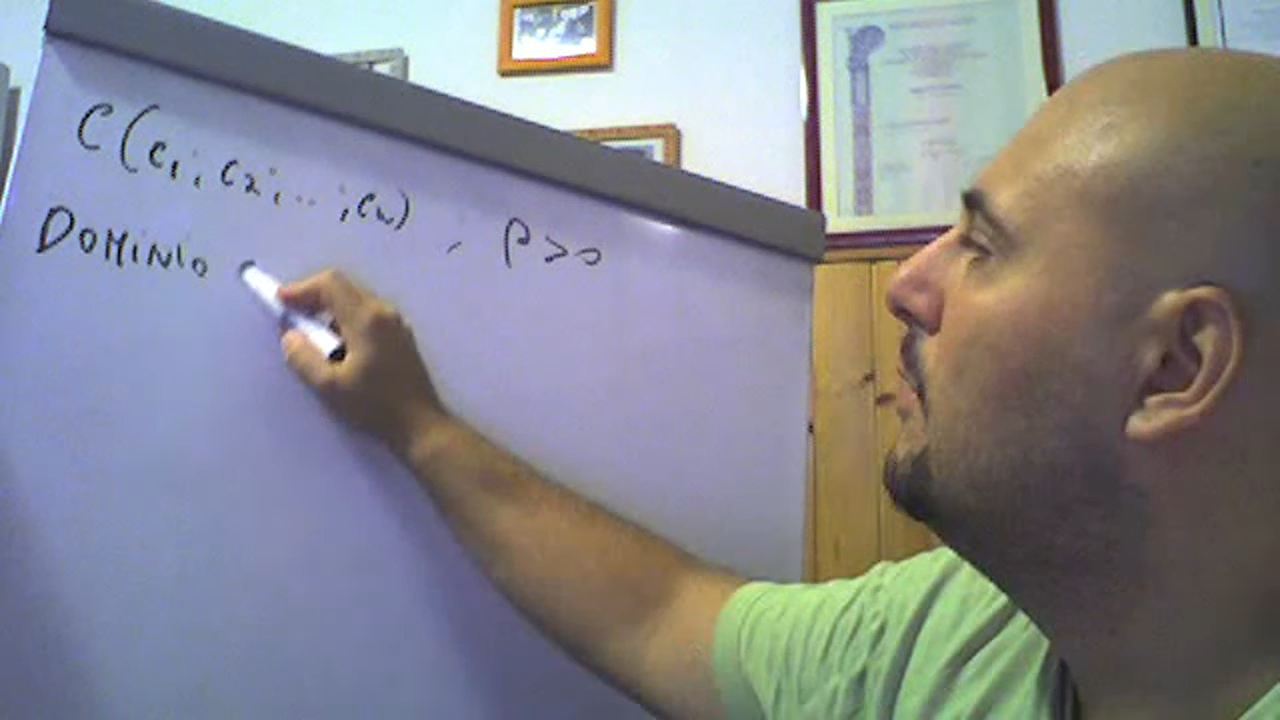 C(c₁; c₂; ...; cₙ), ρ>0
DOMINIO